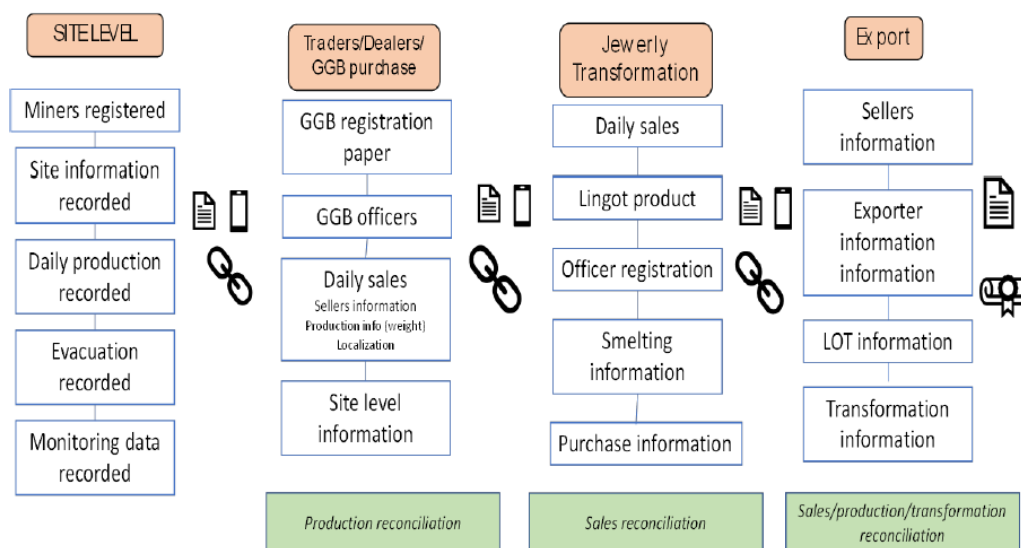 SITE LEVEL
Miners registered
Site information
recorded
Daily production
recorded
Evacuation
recorded
Monitoring data
recorded
Traders/Dealers/
GGB purchase
GGB registration
paper
GGB officers
Daily sales
Sellers information
Production info (weight)
Localization
Site level
information
Production reconciliation
Jewerly
Transformation
Daily sales
Lingot product
Officer registration
Smelting
information
Purchase information
Sales reconciliation
Export
Sellers
information
Exporter
information
information
LOT information
Transformation
information
Sales/production/transformation
reconciliation